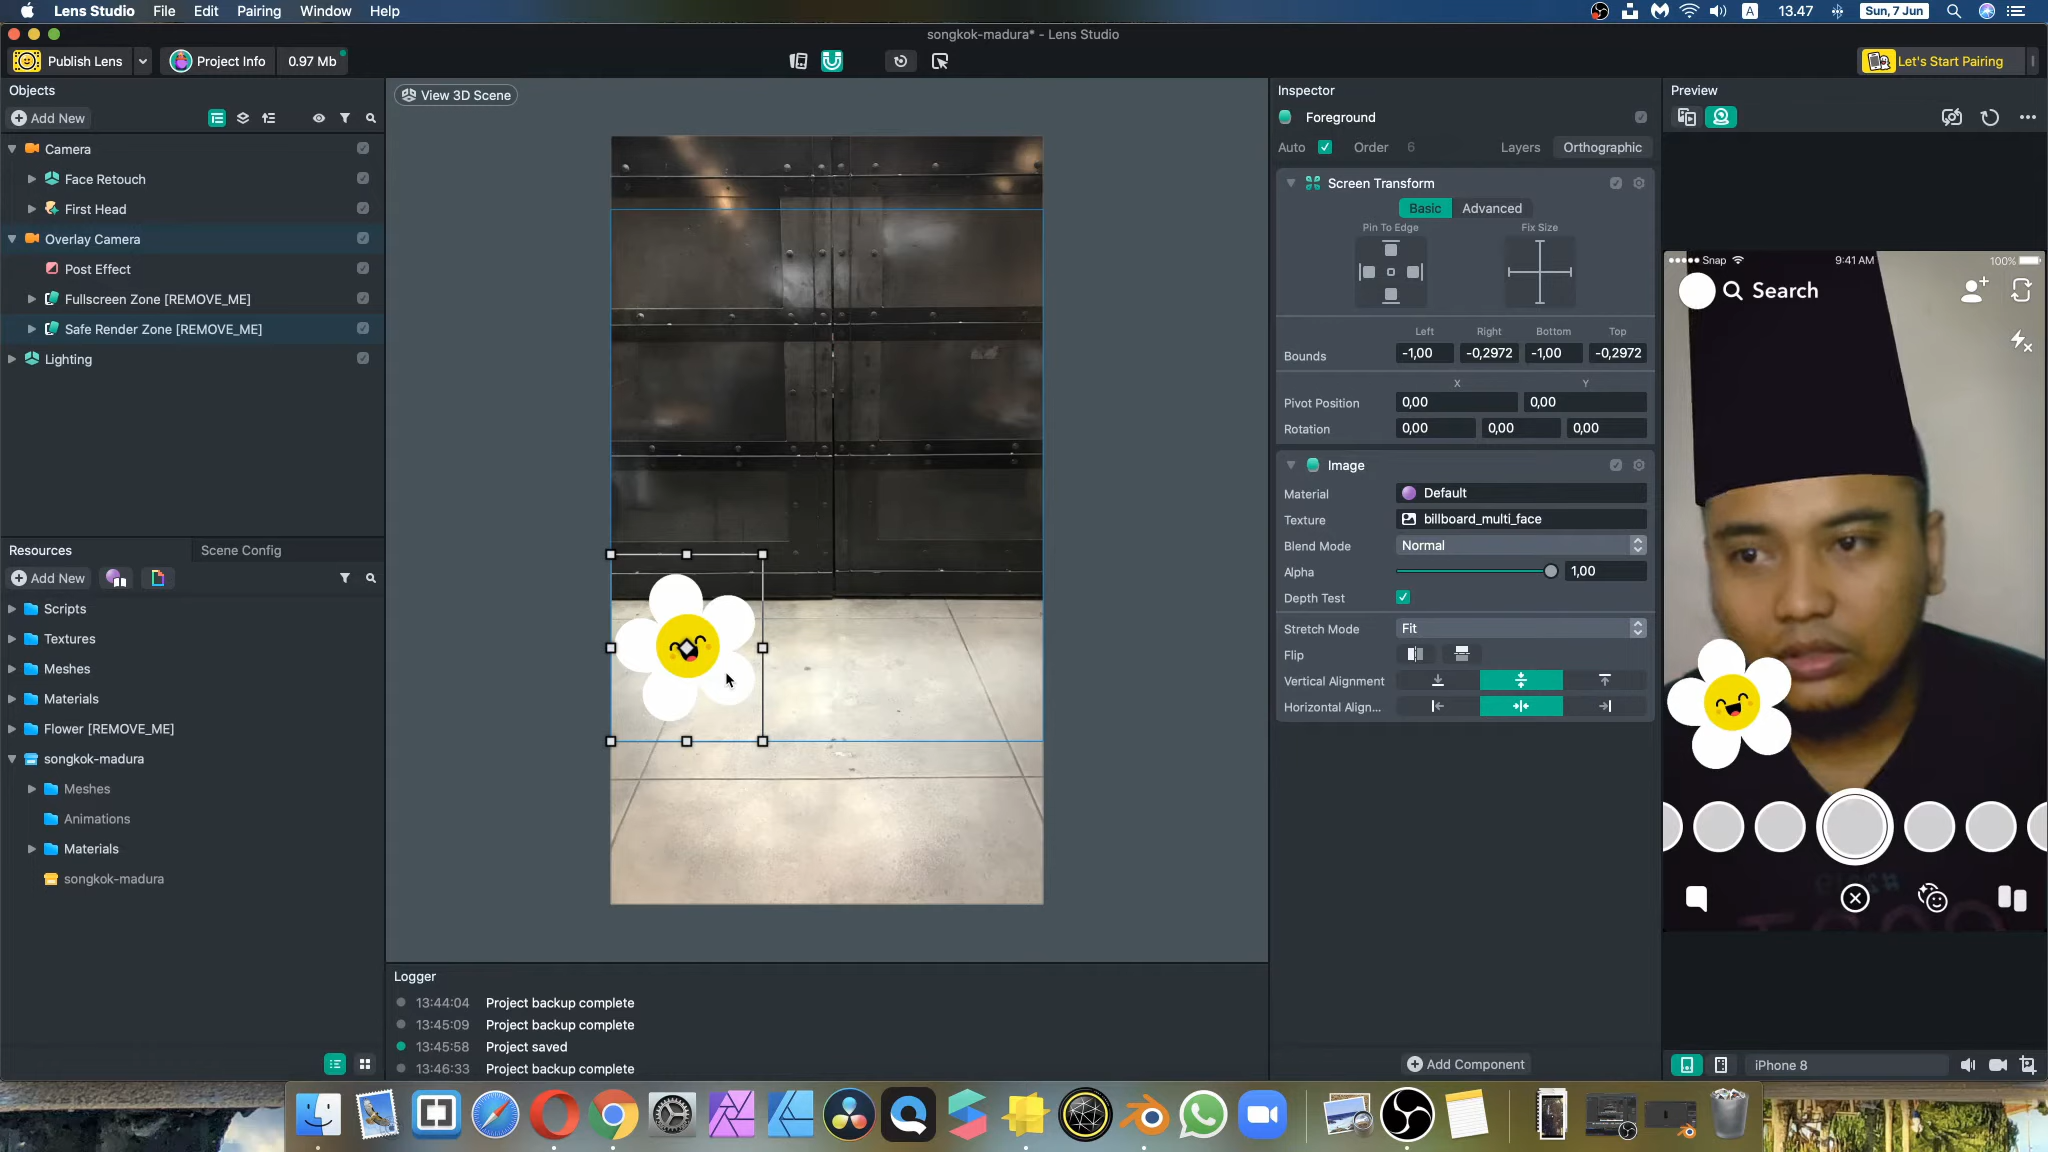 Lens Studio File Edit Pairing Window Help A 13.47 Sun, 7 Jun
songkok-madura* - Lens Studio
Publish Lens Project Info 0.97 Mb Let's Start Pairing
Objects
Add New
Camera
Face Retouch
First Head
Overlay Camera
Post Effect
Fullscreen Zone [REMOVE_ME]
Safe Render Zone [REMOVE_ME]
Lighting
Resources Scene Config
Add New
Scripts
Textures
Meshes
Materials
Flower [REMOVE_ME]
songkok-madura
Meshes
Animations
Materials
songkok-madura
View 3D Scene
Logger
13:44:04 Project backup complete
13:45:09 Project backup complete
13:45:58 Project saved
13:46:33 Project backup complete
Inspector
Foreground
Auto Order 6 Layers Orthographic
Screen Transform
Basic Advanced
Pin To Edge Fix Size
Left Right Bottom Top
Bounds -1,00 -0,2972 -1,00 -0,2972
X Y
Pivot Position 0,00 0,00
Rotation 0,00 0,00 0,00
Image
Material Default
Texture billboard_multi_face
Blend Mode Normal
Alpha 1,00
Depth Test
Stretch Mode Fit
Flip
Vertical Alignment
Horizontal Align...
Add Component
Preview
Snap 9:41 AM 100%
Search
iPhone 8